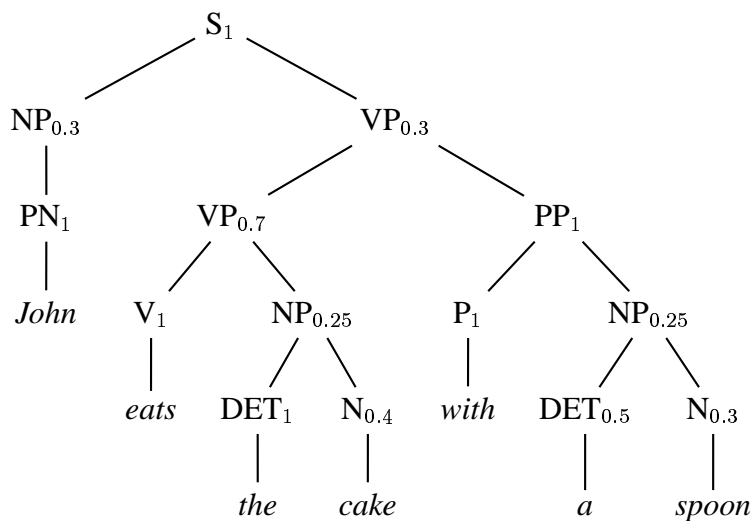 S₁
NP₀.₃ VP₀.₃
PN₁ VP₀.₇ PP₁
John V₁ NP₀.₂₅ P₁ NP₀.₂₅
eats DET₁ N₀.₄ with DET₀.₅ N₀.₃
the cake a spoon